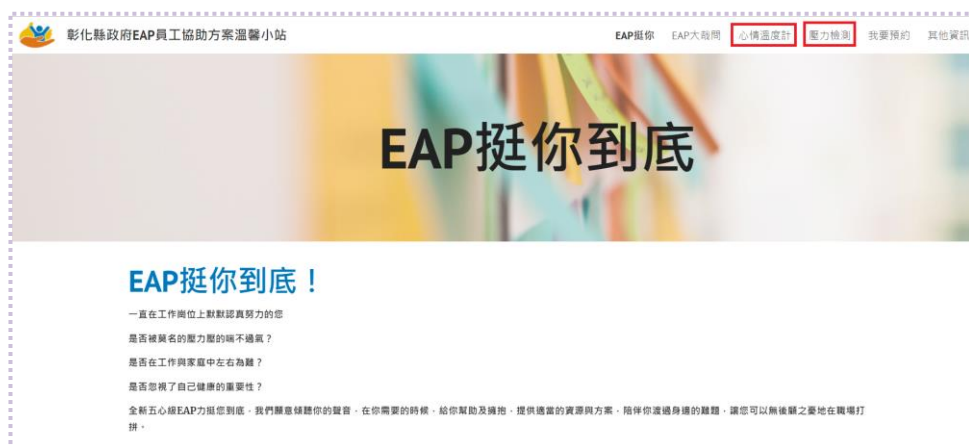 彰化縣政府EAP員工協助方案溫馨小站
EAP挺你 EAP大哉問 心情溫度計 壓力檢測 我要預約 其他資訊
EAP挺你到底
EAP挺你到底！
一直在工作崗位上默默認真努力的您
是否被莫名的壓力壓的喘不過氣？
是否在工作與家庭中左右為難？
是否忽視了自己健康的重要性？
全新五心級EAP力挺您到底，我們願意傾聽你的聲音，在你需要的時候，給你幫助及擁抱，提供適當的資源與方案，陪伴你渡過身邊的難題，讓您可以無後顧之憂地在職場打
拼。